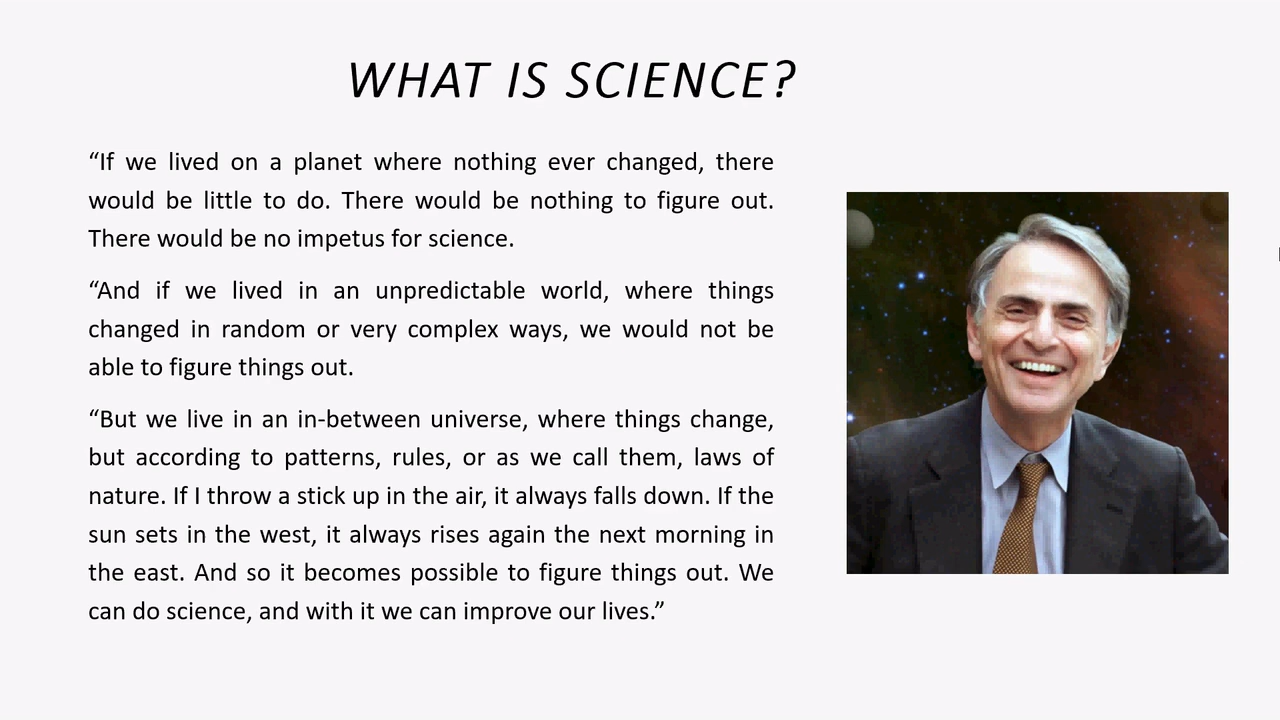 WHAT IS SCIENCE?
“If we lived on a planet where nothing ever changed, there
would be little to do. There would be nothing to figure out.
There would be no impetus for science.
“And if we lived in an unpredictable world, where things
changed in random or very complex ways, we would not be
able to figure things out.
“But we live in an in-between universe, where things change,
but according to patterns, rules, or as we call them, laws of
nature. If I throw a stick up in the air, it always falls down. If the
sun sets in the west, it always rises again the next morning in
the east. And so it becomes possible to figure things out. We
can do science, and with it we can improve our lives.”